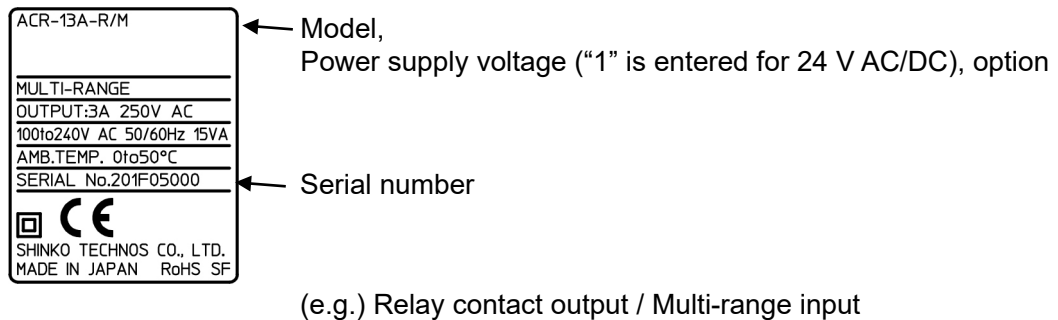 ACR-13A-R/M
Model,
Power supply voltage (“1” is entered for 24 V AC/DC), option
MULTI-RANGE
OUTPUT:3A 250V AC
100to240V AC 50/60Hz 15VA
AMB.TEMP. 0to50°C
SERIAL No.201F05000
Serial number
CE
SHINKO TECHNOS CO., LTD.
MADE IN JAPAN RoHS SF
(e.g.) Relay contact output / Multi-range input